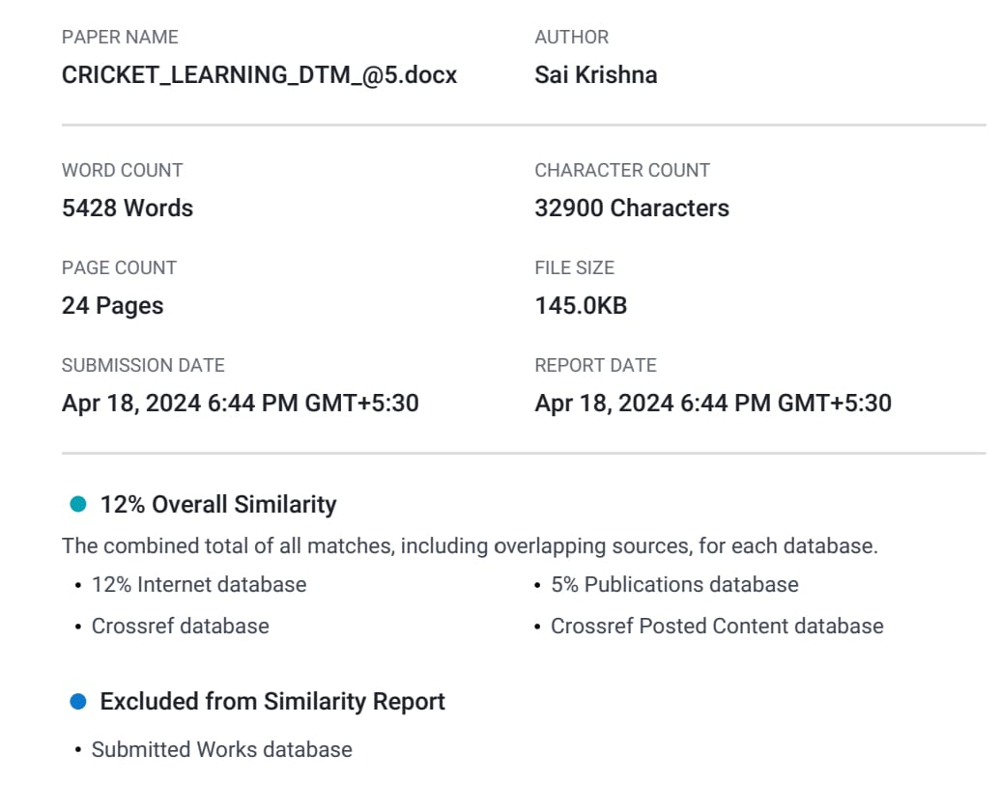 PAPER NAME
CRICKET_LEARNING_DTM_@5.docx
AUTHOR
Sai Krishna
WORD COUNT
5428 Words
CHARACTER COUNT
32900 Characters
PAGE COUNT
24 Pages
FILE SIZE
145.0KB
SUBMISSION DATE
Apr 18, 2024 6:44 PM GMT+5:30
REPORT DATE
Apr 18, 2024 6:44 PM GMT+5:30
● 12% Overall Similarity
The combined total of all matches, including overlapping sources, for each database.
• 12% Internet database
• 5% Publications database
• Crossref database
• Crossref Posted Content database
● Excluded from Similarity Report
• Submitted Works database